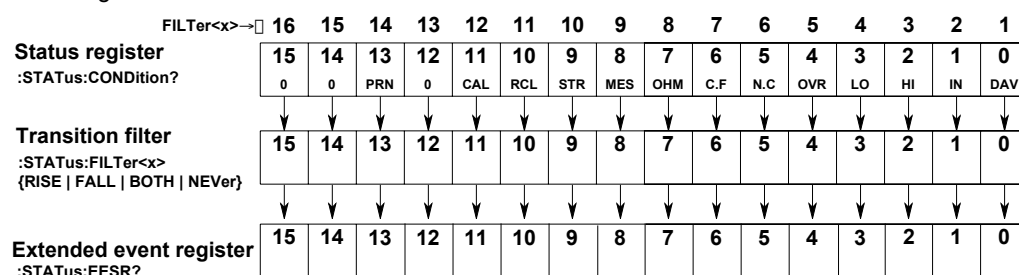 FILTer<x>→ 16 15 14 13 12 11 10 9 8 7 6 5 4 3 2 1
Status register
:STATus:CONDition?
15 14 13 12 11 10 9 8 7 6 5 4 3 2 1 0
0 0 PRN 0 CAL RCL STR MES OHM C.F N.C OVR LO HI IN DAV
Transition filter
:STATus:FILTer<x>
{RISE | FALL | BOTH | NEVer}
15 14 13 12 11 10 9 8 7 6 5 4 3 2 1 0
Extended event register
:STATus:EESR?
15 14 13 12 11 10 9 8 7 6 5 4 3 2 1 0